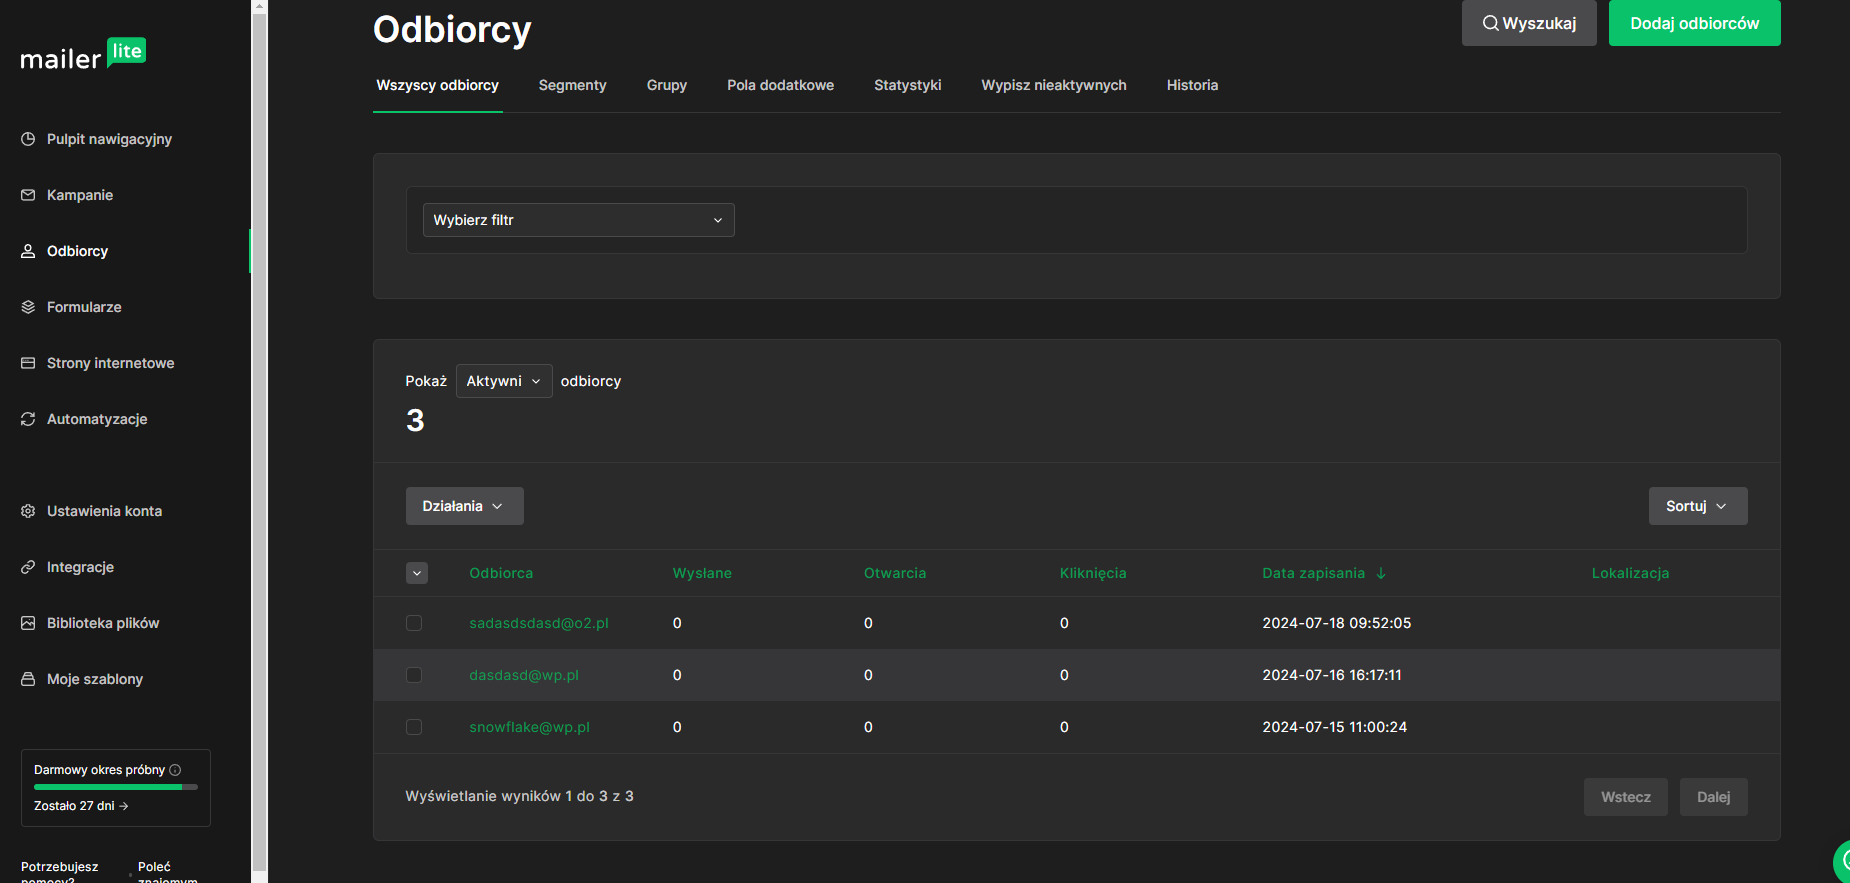 mailer lite
Pulpit nawigacyjny
Kampanie
Odbiorcy
Formularze
Strony internetowe
Automatyzacje
Ustawienia konta
Integracje
Biblioteka plików
Moje szablony
Darmowy okres próbny
Zostało 27 dni →
Potrzebujesz pomocy?
Poleć znajomym
Odbiorcy
Wyszukaj
Dodaj odbiorców
Wszyscy odbiorcy Segmenty Grupy Pola dodatkowe Statystyki Wypisz nieaktywnych Historia
Wybierz filtr
Pokaż Aktywni odbiorcy
3
Działania
Sortuj
Odbiorca Wysłane Otwarcia Kliknięcia Data zapisania ↓ Lokalizacja
sadasdsdasd@o2.pl 0 0 0 2024-07-18 09:52:05
dasdasd@wp.pl 0 0 0 2024-07-16 16:17:11
snowflake@wp.pl 0 0 0 2024-07-15 11:00:24
Wyświetlanie wyników 1 do 3 z 3
Wstecz Dalej